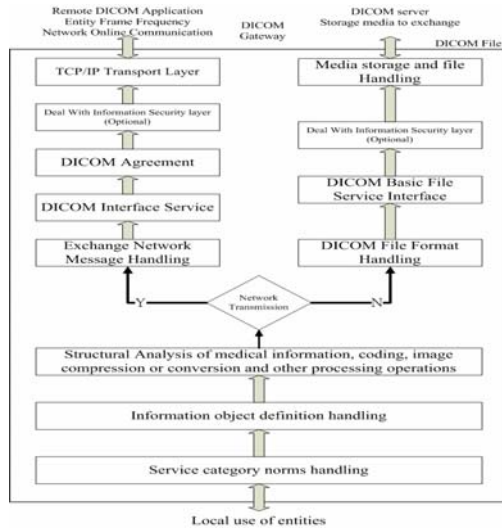 Remote DICOM Application
Entity Frame Frequency
Network Online Communication
DICOM
Gateway
DICOM server
Storage media to exchange
DICOM File
TCP/IP Transport Layer
Media storage and file
Handling
Deal With Information Security layer
(Optional)
Deal With Information Security layer
(Optional)
DICOM Agreement
DICOM Interface Service
DICOM Basic File
Service Interface
Exchange Network
Message Handling
DICOM File Format
Handling
Network
Transmission
Y
N
Structural Analysis of medical information, coding, image
compression or conversion and other processing operations
Information object definition handling
Service category norms handling
Local use of entities